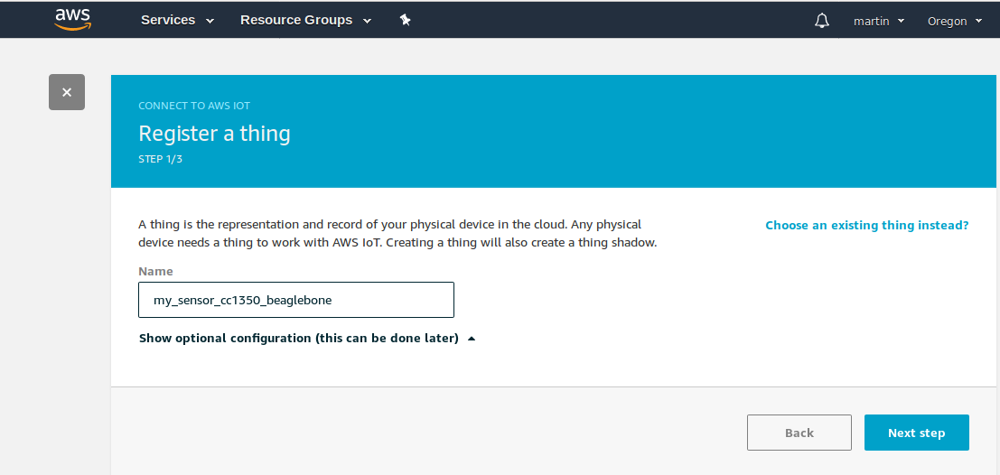 aws Services Resource Groups martin Oregon
CONNECT TO AWS IOT
Register a thing
STEP 1/3
A thing is the representation and record of your physical device in the cloud. Any physical
device needs a thing to work with AWS IoT. Creating a thing will also create a thing shadow.
Choose an existing thing instead?
Name
my_sensor_cc1350_beaglebone
Show optional configuration (this can be done later)
Back Next step